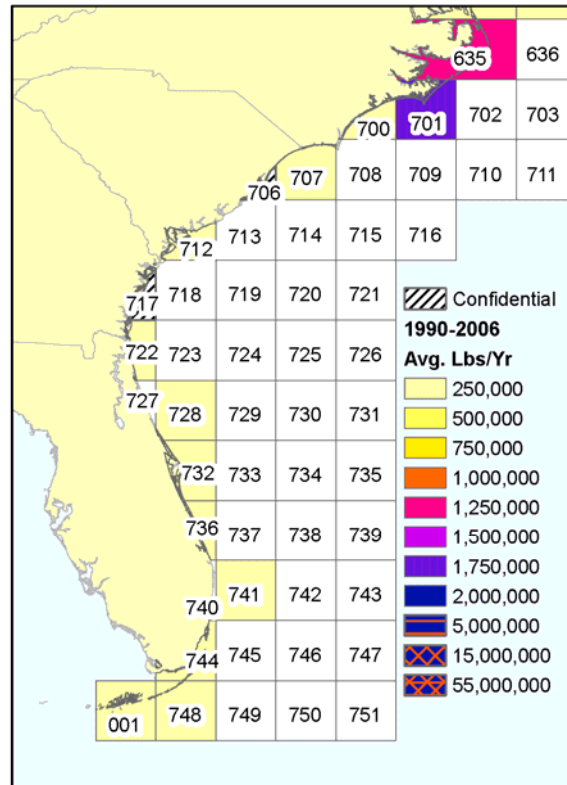 635 636
700 701 702 703
706 707 708 709 710 711
712 713 714 715 716
717 718 719 720 721
722 723 724 725 726
727 728 729 730 731
732 733 734 735
736 737 738 739
740 741 742 743
744 745 746 747
001 748 749 750 751
Confidential
1990-2006
Avg. Lbs/Yr
250,000
500,000
750,000
1,000,000
1,250,000
1,500,000
1,750,000
2,000,000
5,000,000
15,000,000
55,000,000